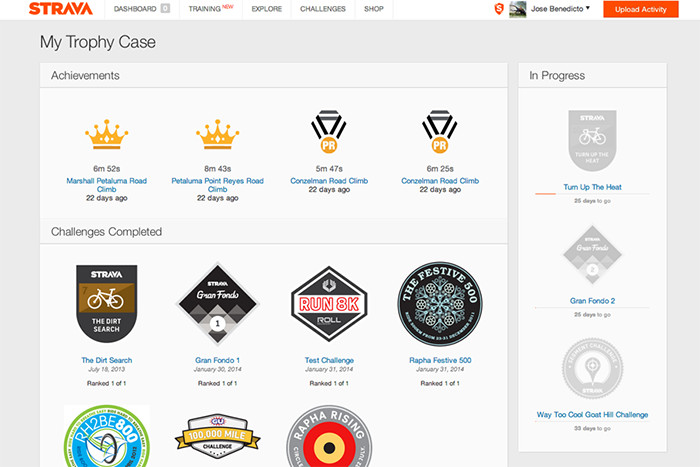 STRAVA DASHBOARD 0 TRAINING NEW EXPLORE CHALLENGES SHOP S Jose Benedicto Upload Activity
My Trophy Case
Achievements
6m 52s
Marshall Petaluma Road
Climb
22 days ago
8m 43s
Petaluma Point Reyes Road
Climb
22 days ago
PR
5m 47s
Conzelman Road Climb
22 days ago
PR
6m 25s
Conzelman Road Climb
22 days ago
Challenges Completed
STRAVA
THE DIRT
SEARCH
The Dirt Search
July 18, 2013
Ranked 1 of 1
STRAVA
Gran Fondo
1
Gran Fondo 1
January 31, 2014
Ranked 1 of 1
RUN 8K
ROLL
Test Challenge
January 31, 2014
Ranked 1 of 1
THE FESTIVE 500
Rapha Festive 500
January 31, 2014
Ranked 1 of 1
RH2BE800
100,000 MILE
CHALLENGE
RAPHA RISING
In Progress
STRAVA
TURN UP THE
HEAT
Turn Up The Heat
25 days to go
STRAVA
Gran Fondo
Gran Fondo 2
25 days to go
Way Too Cool Goat Hill Challenge
33 days to go